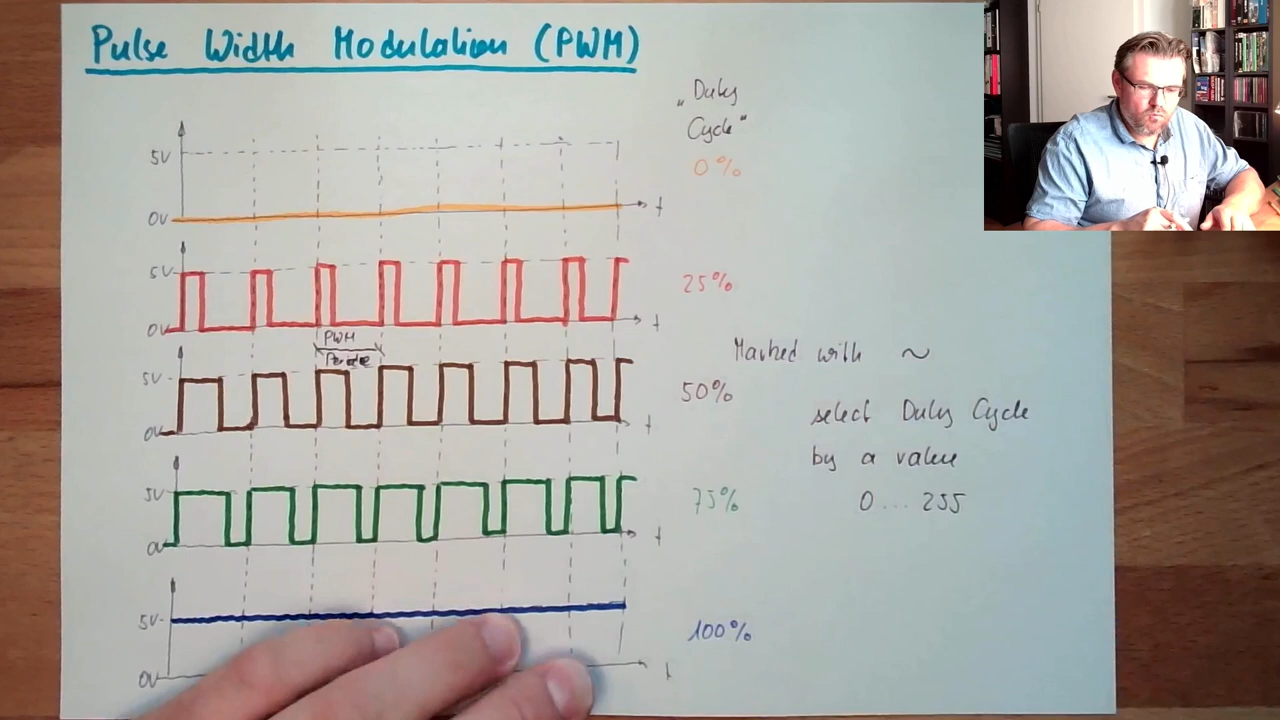 Pulse Width Modulation (PWM)
„Duty
Cycle"
5V
0V
t
0%
5V
0V
t
25%
PWM
Periode
5V
0V
t
50%
Marked with ~
select Duty Cycle
by a value
0...255
5V
0V
t
75%
5V
0V
t
100%